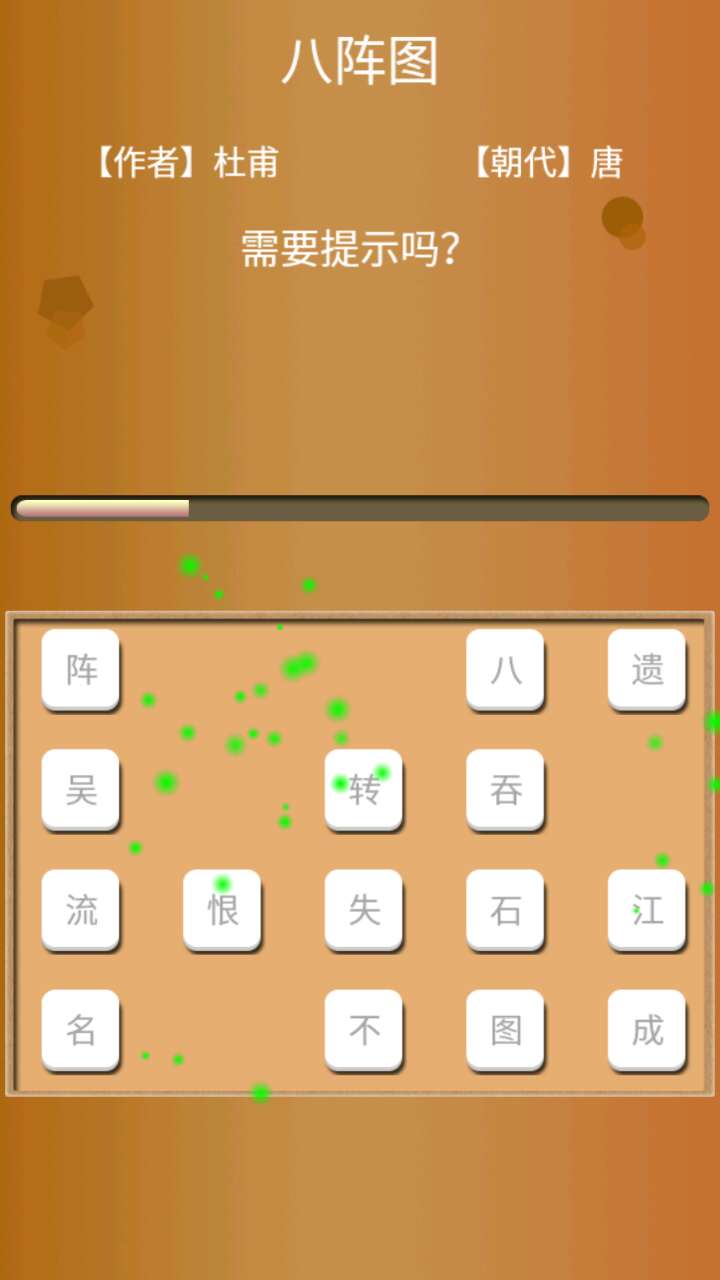 八阵图
【作者】杜甫 【朝代】唐
需要提示吗?
阵 八 遗
吴 转 吞
流 恨 失 石 江
名 不 图 成